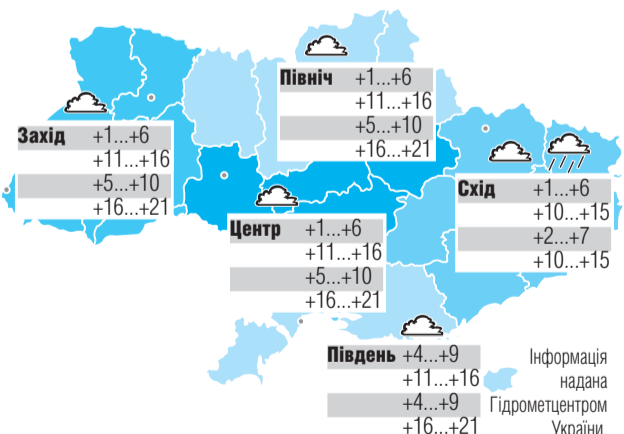 Північ +1...+6
+11...+16
+5...+10
+16...+21
Захід +1...+6
+11...+16
+5...+10
+16...+21
Схід +1...+6
+10...+15
+2...+7
+10...+15
Центр +1...+6
+11...+16
+5...+10
+16...+21
Південь +4...+9
+11...+16
+4...+9
+16...+21
Інформація
надана
Гідрометцентром
України.